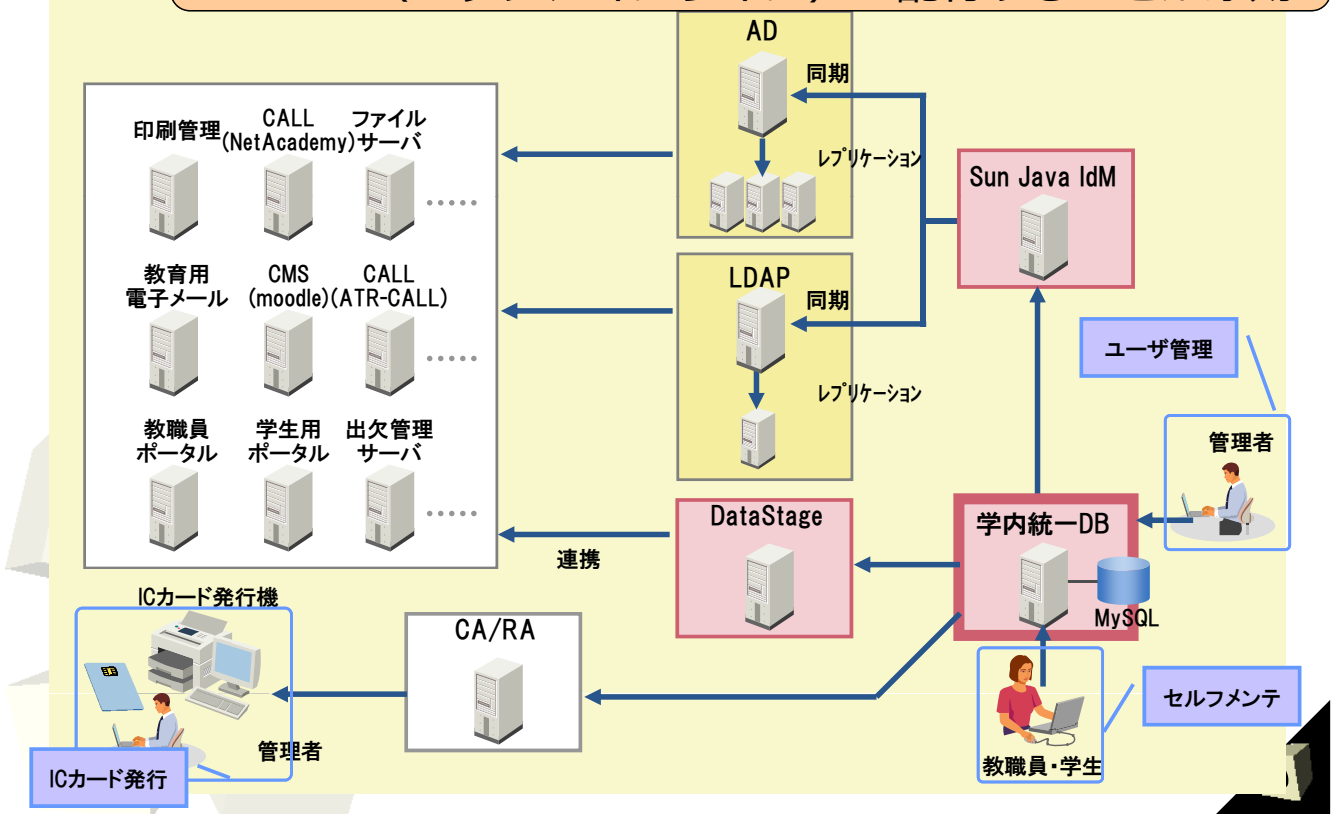 AD
同期
レプリケーション
印刷管理
CALL
(NetAcademy)
ファイル
サーバ
・・・・・
Sun Java IdM
教育用
電子メール
CMS
(moodle)
CALL
(ATR-CALL)
・・・・・
LDAP
同期
レプリケーション
ユーザ管理
管理者
教職員
ポータル
学生用
ポータル
出欠管理
サーバ
・・・・・
DataStage
連携
学内統一DB
MySQL
ICカード発行機
CA/RA
管理者
ICカード発行
教職員・学生
セルフメンテ